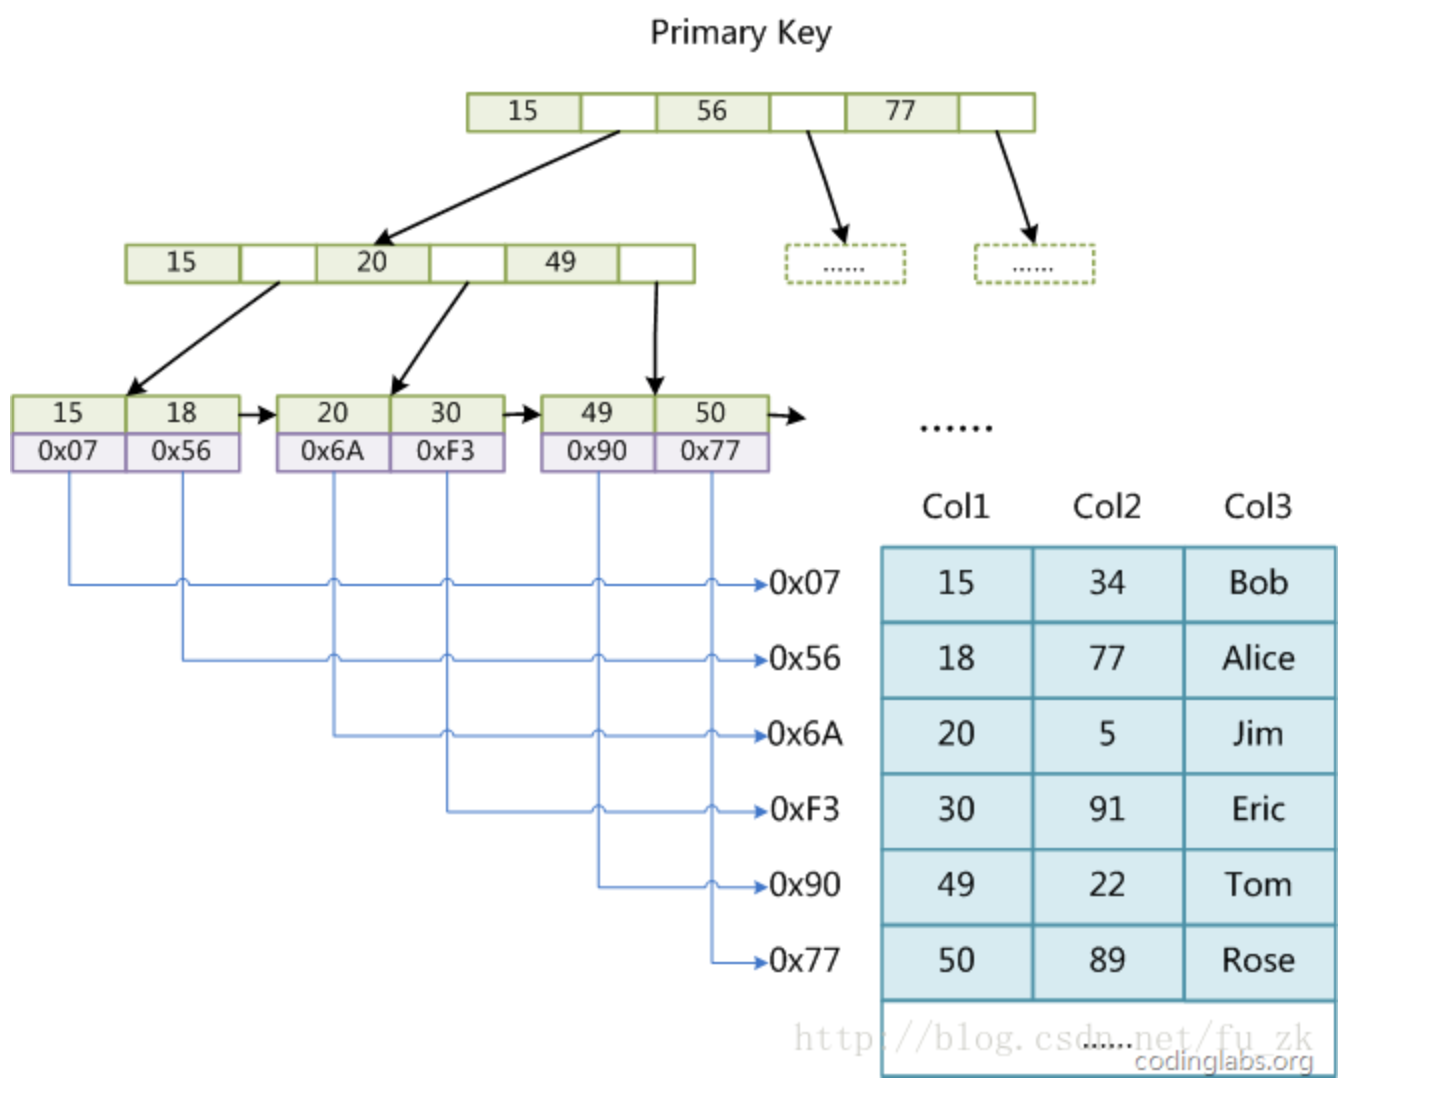 Primary Key
15 56 77
15 20 49 ...... ......
15 18 20 30 49 50
0x07 0x56 0x6A 0xF3 0x90 0x77
......
Col1 Col2 Col3
0x07 15 34 Bob
0x56 18 77 Alice
0x6A 20 5 Jim
0xF3 30 91 Eric
0x90 49 22 Tom
0x77 50 89 Rose
......
http://blog.csdn.net/fu_zk
codinglabs.org